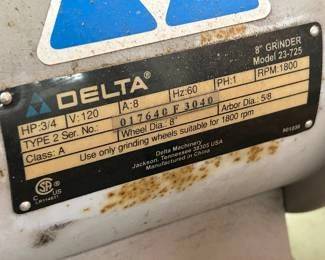 DELTA®
8" GRINDER
Model 23-725
HP:3/4 V:120 A:8 Hz:60 PH:1 RPM:1800
TYPE 2 Ser. No.: 017640 F 3040 Arbor Dia.: 5/8
Class: A Wheel Dia.: 8"
Use only grinding wheels suitable for 1800 rpm
Delta Machinery
Jackson, Tennessee 38305 USA
Manufactured in China
C US